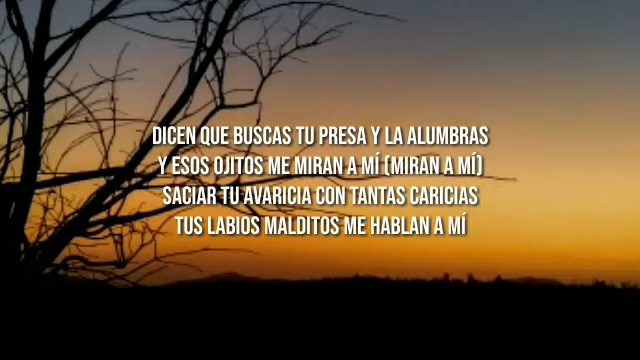 DICEN QUE BUSCAS TU PRESA Y LA ALUMBRAS
Y ESOS OJITOS ME MIRAN A MÍ (MIRAN A MÍ)
SACIAR TU AVARICIA CON TANTAS CARICIAS
TUS LABIOS MALDITOS ME HABLAN A MÍ